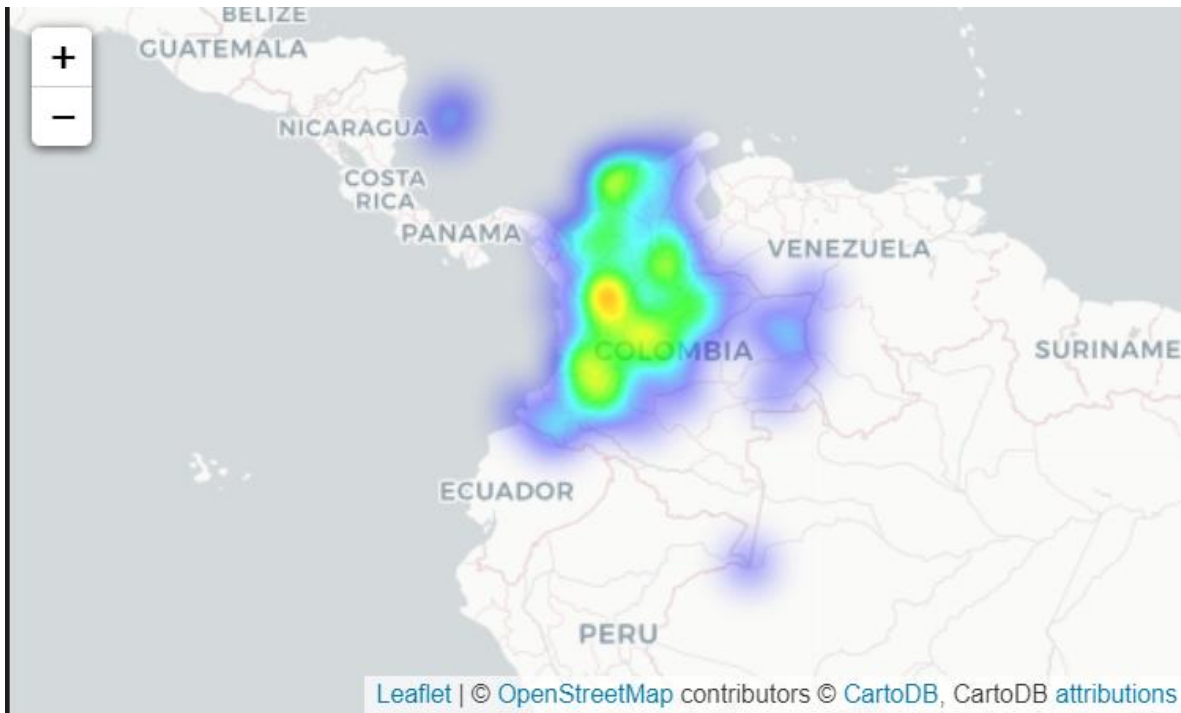 BELIZE
+
GUATEMALA
−
NICARAGUA
COSTA
RICA
PANAMA
VENEZUELA
COLOMBIA
SURINAME
ECUADOR
PERU
Leaflet | © OpenStreetMap contributors © CartoDB, CartoDB attributions